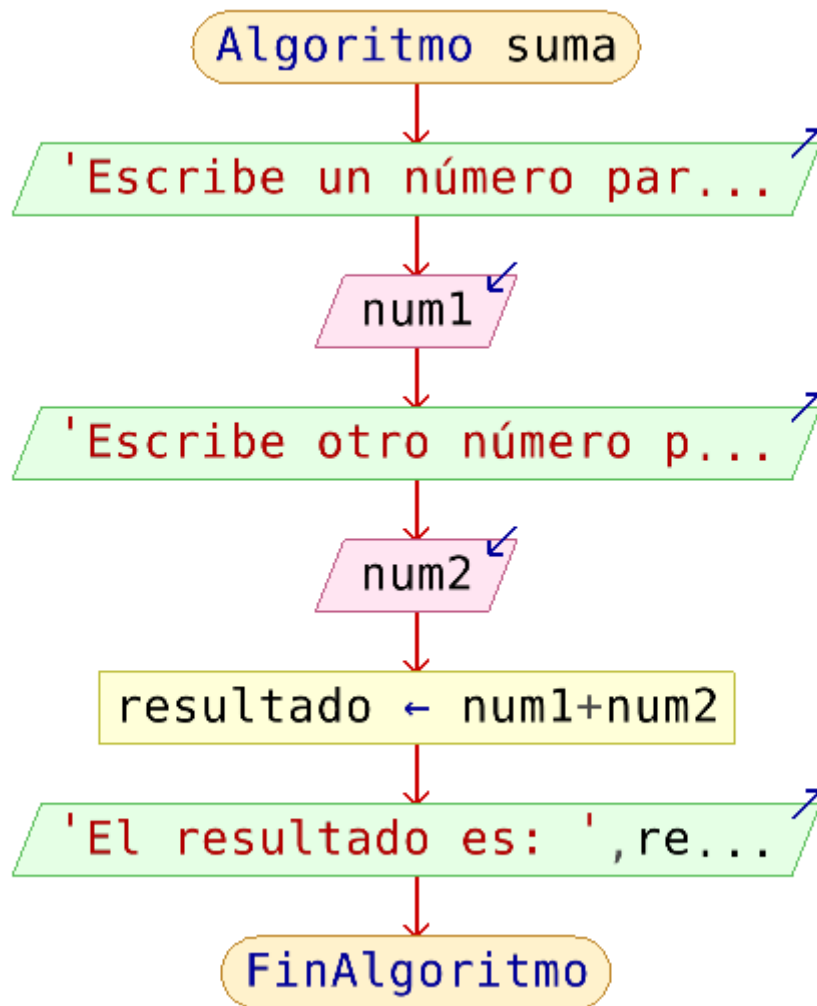 Algoritmo suma
'Escribe un número par...
num1
'Escribe otro número p...
num2
resultado ← num1+num2
'El resultado es: ',re...
FinAlgoritmo